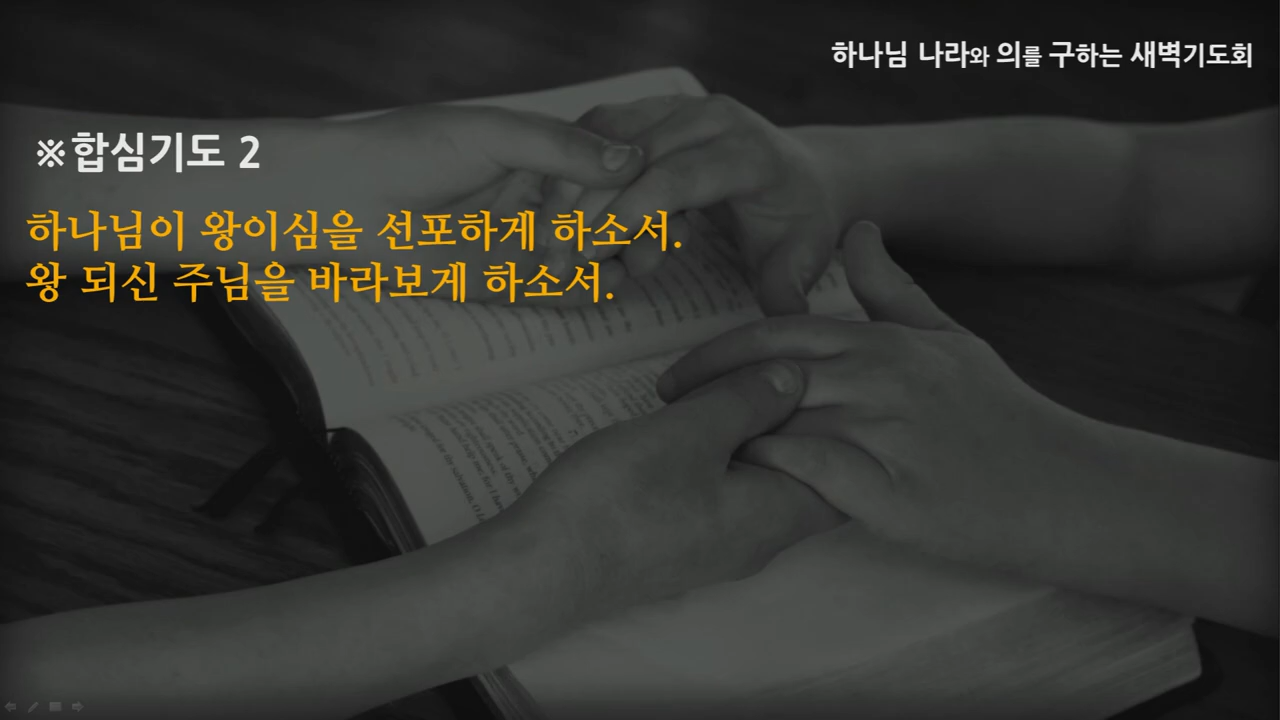 하나님 나라와 의를 구하는 새벽기도회
※합심기도 2
하나님이 왕이심을 선포하게 하소서.
왕 되신 주님을 바라보게 하소서.